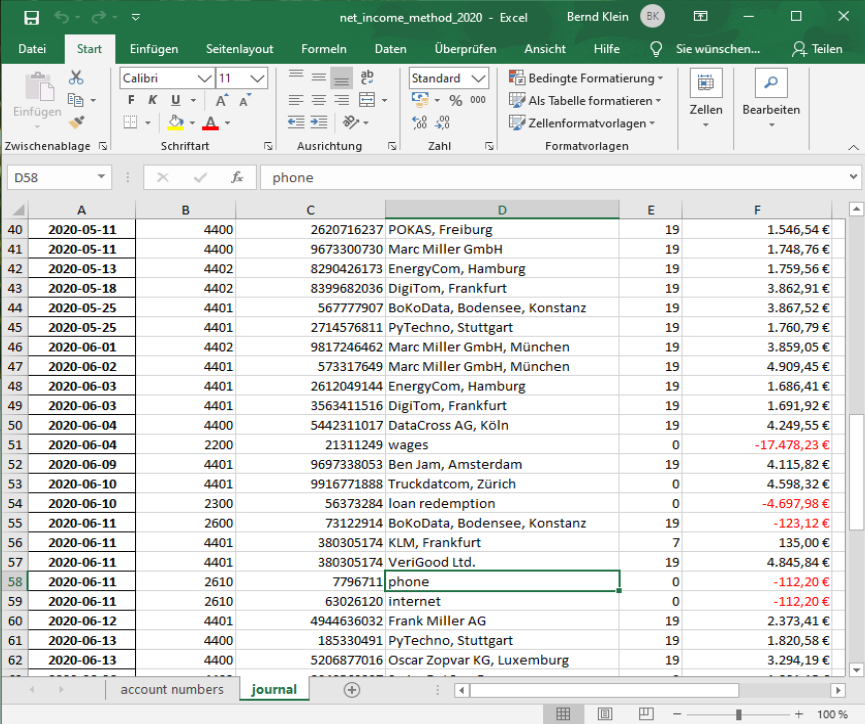 net_income_method_2020 - Excel Bernd Klein BK
Datei Start Einfügen Seitenlayout Formeln Daten Überprüfen Ansicht Hilfe Sie wünschen... Teilen
Einfügen
Zwischenablage
Calibri 11
F K U A A
A
Schriftart
ab
Ausrichtung
Standard
% 000
Zahl
Bedingte Formatierung
Als Tabelle formatieren
Zellenformatvorlagen
Formatvorlagen
Zellen
Bearbeiten
D58 fx phone
A B C D E F
40 2020-05-11 4400 2620716237 POKAS, Freiburg 19 1.546,54 €
41 2020-05-11 4400 9673300730 Marc Miller GmbH 19 1.748,76 €
42 2020-05-13 4402 8290426173 EnergyCom, Hamburg 19 1.759,56 €
43 2020-05-18 4402 8399682036 DigiTom, Frankfurt 19 3.862,91 €
44 2020-05-25 4401 567777907 BoKoData, Bodensee, Konstanz 19 3.867,52 €
45 2020-05-25 4401 2714576811 PyTechno, Stuttgart 19 1.760,79 €
46 2020-06-01 4402 9817246462 Marc Miller GmbH, München 19 3.859,05 €
47 2020-06-02 4401 573317649 Marc Miller GmbH, München 19 4.909,45 €
48 2020-06-03 4401 2612049144 EnergyCom, Hamburg 19 1.686,41 €
49 2020-06-03 4401 3563411516 DigiTom, Frankfurt 19 1.691,92 €
50 2020-06-04 4400 5442311017 DataCross AG, Köln 19 4.249,55 €
51 2020-06-04 2200 21311249 wages 0 -17.478,23 €
52 2020-06-09 4401 9697338053 Ben Jam, Amsterdam 19 4.115,82 €
53 2020-06-10 4401 9916771888 Truckdatcom, Zürich 0 4.598,32 €
54 2020-06-10 2300 56373284 loan redemption 0 -4.697,98 €
55 2020-06-11 2600 73122914 BoKoData, Bodensee, Konstanz 19 -123,12 €
56 2020-06-11 4401 380305174 KLM, Frankfurt 7 135,00 €
57 2020-06-11 4401 380305174 VeriGood Ltd. 19 4.845,84 €
58 2020-06-11 2610 7796711 phone 0 -112,20 €
59 2020-06-11 2610 63026120 internet 0 -112,20 €
60 2020-06-12 4401 4944636032 Frank Miller AG 19 2.373,41 €
61 2020-06-13 4400 185330491 PyTechno, Stuttgart 19 1.820,58 €
62 2020-06-13 4400 5206877016 Oscar Zopvar KG, Luxemburg 19 3.294,19 €
account numbers journal
100 %